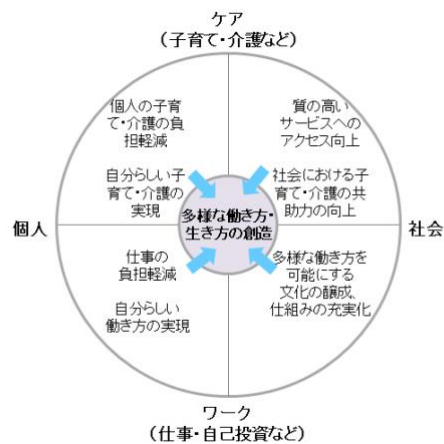 ケア
（子育て・介護など）
個人の子育
て・介護の負
担軽減
自分らしい子
育て・介護の
実現
質の高い
サービスへの
アクセス向上
社会における子
育て・介護の共
助力の向上
個人
多様な働き方・
生き方の創造
社会
仕事の
負担軽減
自分らしい
働き方の実現
多様な働き方を
可能にする
文化の醸成、
仕組みの充実化
ワーク
（仕事・自己投資など）